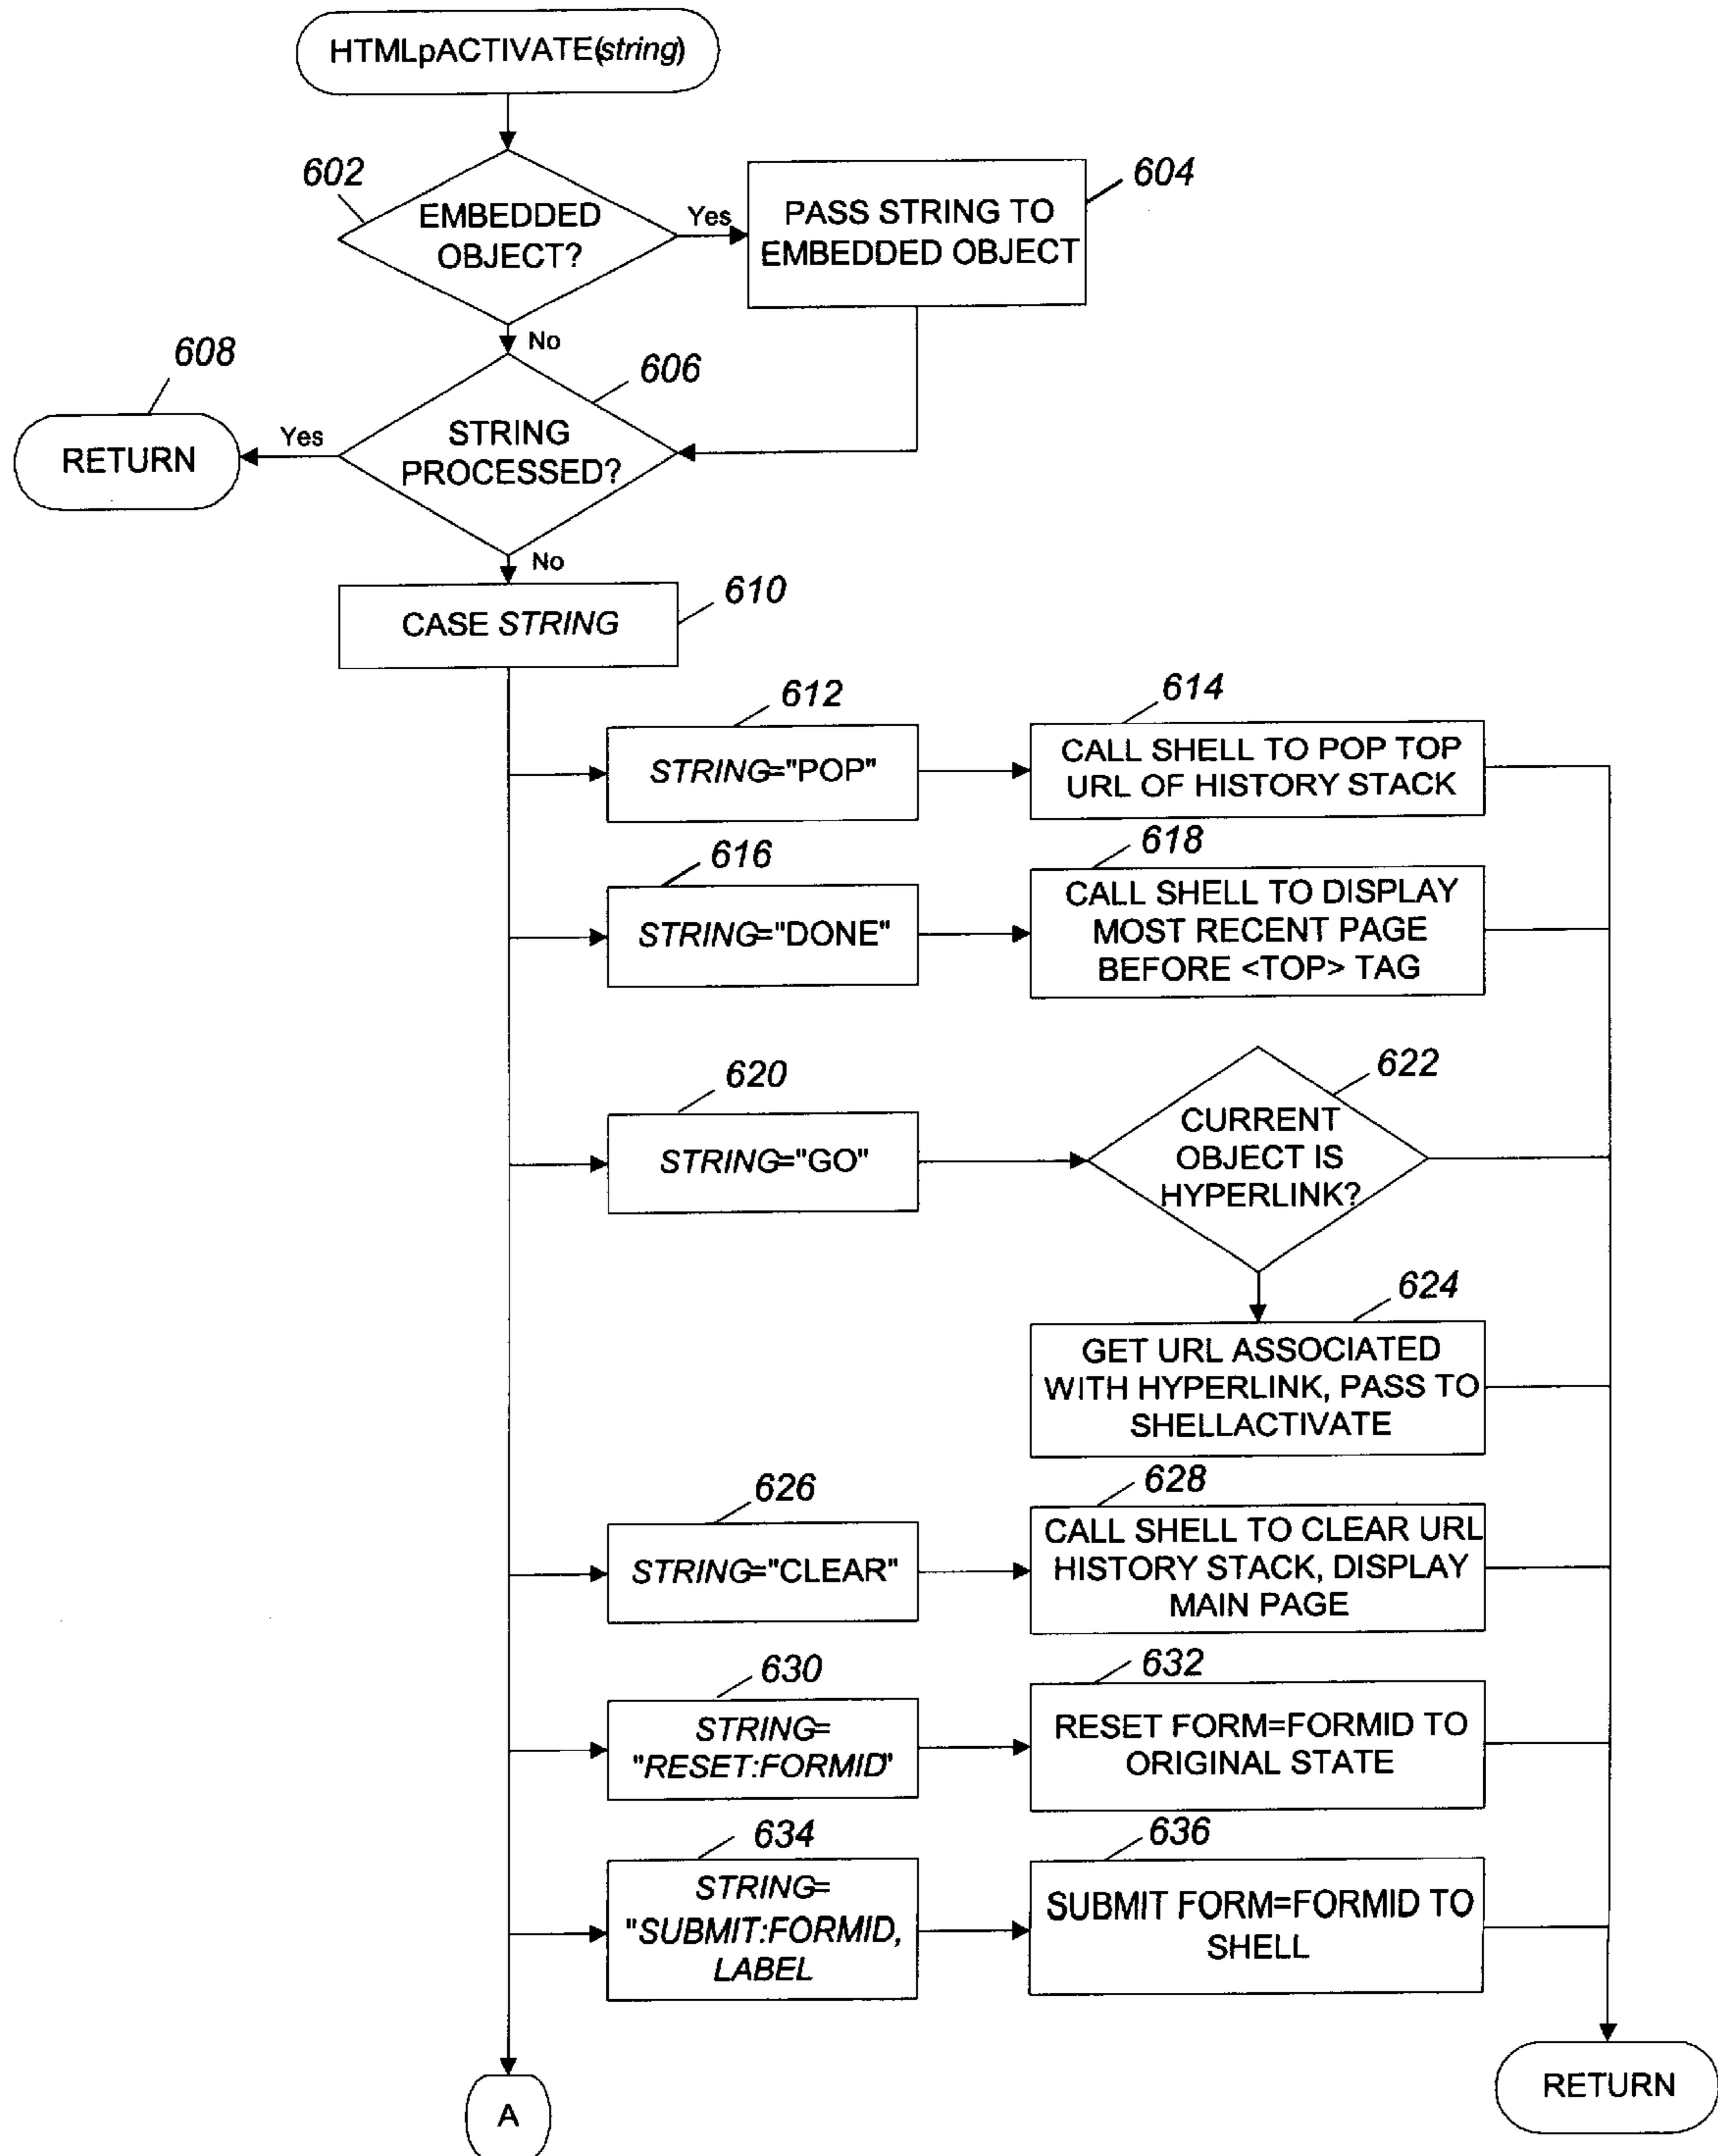 HTMLpACTIVATE(string)
602
EMBEDDED
OBJECT?
Yes
604
PASS STRING TO
EMBEDDED OBJECT
No
608
RETURN
Yes
606
STRING
PROCESSED?
No
610
CASE STRING
612
STRING="POP"
614
CALL SHELL TO POP TOP
URL OF HISTORY STACK
616
STRING="DONE"
618
CALL SHELL TO DISPLAY
MOST RECENT PAGE
BEFORE <TOP> TAG
620
STRING="GO"
622
CURRENT
OBJECT IS
HYPERLINK?
624
GET URL ASSOCIATED
WITH HYPERLINK, PASS TO
SHELLACTIVATE
626
STRING="CLEAR"
628
CALL SHELL TO CLEAR URL
HISTORY STACK, DISPLAY
MAIN PAGE
630
STRING=
"RESET:FORMID"
632
RESET FORM=FORMID TO
ORIGINAL STATE
634
STRING=
"SUBMIT:FORMID,
LABEL
636
SUBMIT FORM=FORMID TO
SHELL
A
RETURN